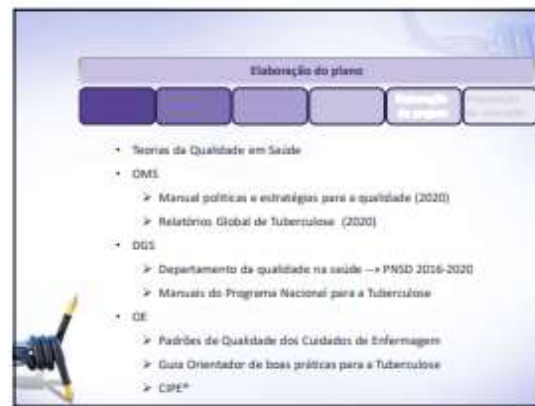 Elaboração do plano
• Teorias da Qualidade em Saúde
• OMS
➢ Manual políticas e estratégias para a qualidade (2020)
➢ Relatórios Global de Tuberculose (2020)
• DGS
➢ Departamento da qualidade na saúde --> PNSD 2016-2020
➢ Manuais do Programa Nacional para a Tuberculose
• OE
➢ Padrões de Qualidade dos Cuidados de Enfermagem
➢ Guia Orientador de boas práticas para a Tuberculose
➢ CIPE®